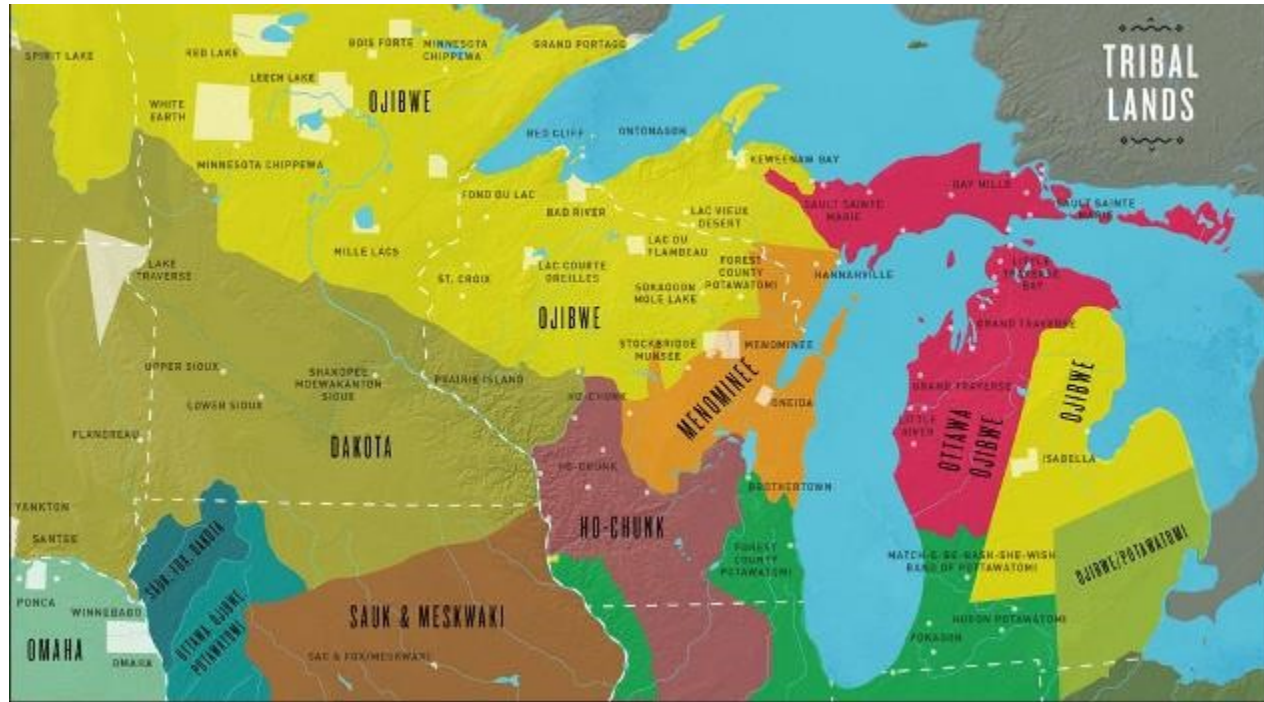 TRIBAL
LANDS
SPIRIT LAKE
RED LAKE
BOIS FORTE
MINNESOTA
CHIPPEWA
GRAND PORTAGE
LEECH LAKE
OJIBWE
WHITE
EARTH
MINNESOTA CHIPPEWA
RED CLIFF
ONTONAGON
KEWEENAW BAY
FOND DU LAC
BAD RIVER
LAC VIEUX
DESERT
SAULT SAINTE
MARIE
BAY MILLS
SAULT SAINTE
MARIE
MILLE LACS
LAC DU
FLAMBEAU
LAKE
TRAVERSE
ST. CROIX
LAC COURTE
OREILLES
FOREST
COUNTY
POTAWATOMI
SOKAOGON
MOLE LAKE
HANNAHVILLE
LITTLE
TRAVERSE
BAY
OJIBWE
GRAND TRAVERSE
STOCKBRIDGE
MUNSEE
MENOMINEE
UPPER SIOUX
SHAKOPEE
MDEWAKANTON
SIOUX
PRAIRIE ISLAND
LOWER SIOUX
HO-CHUNK
MENOMINEE
ONEIDA
GRAND TRAVERSE
OJIBWE
LITTLE
RIVER
OTTAWA
OJIBWE
FLANDREAU
DAKOTA
HO-CHUNK
ISABELLA
BROTHERTOWN
YANKTON
SANTEE
HO-CHUNK
SAUK, FOX, DAKOTA
FOREST
COUNTY
POTAWATOMI
MATCH-E-BE-NASH-SHE-WISH
BAND OF POTTAWATOMI
OJIBWE/POTAWATOMI
PONCA
WINNEBAGO
OTTAWA, OJIBWE,
POTAWATOMI
SAUK & MESKWAKI
HURON POTAWATOMI
POKAGON
OMAHA
OMAHA
SAC & FOX/MESKWAKI